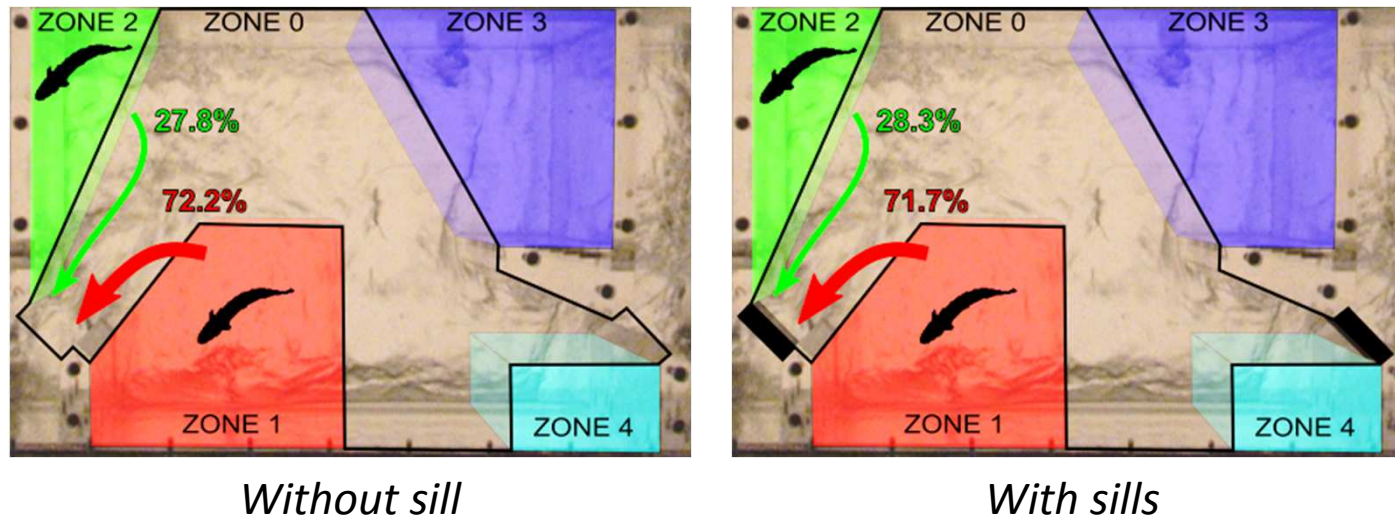 ZONE 2 ZONE 0 ZONE 3
27.8%
72.2%
ZONE 1
ZONE 4
Without sill
ZONE 2 ZONE 0 ZONE 3
28.3%
71.7%
ZONE 1
ZONE 4
With sills